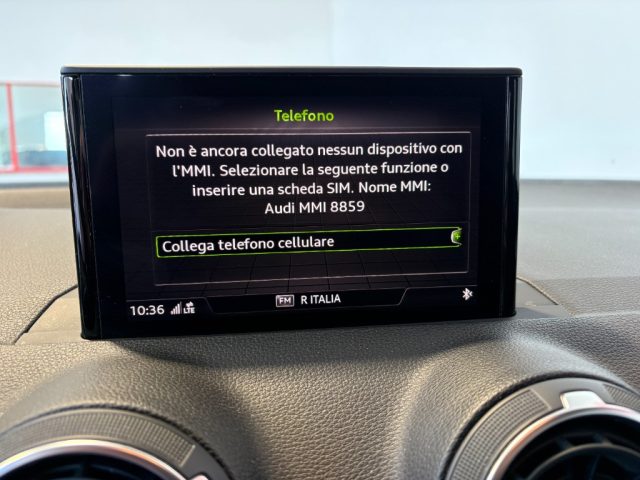 Telefono
Non è ancora collegato nessun dispositivo con
l'MMI. Selezionare la seguente funzione o
inserire una scheda SIM. Nome MMI:
Audi MMI 8859
Collega telefono cellulare
10:36 LTE FM R ITALIA